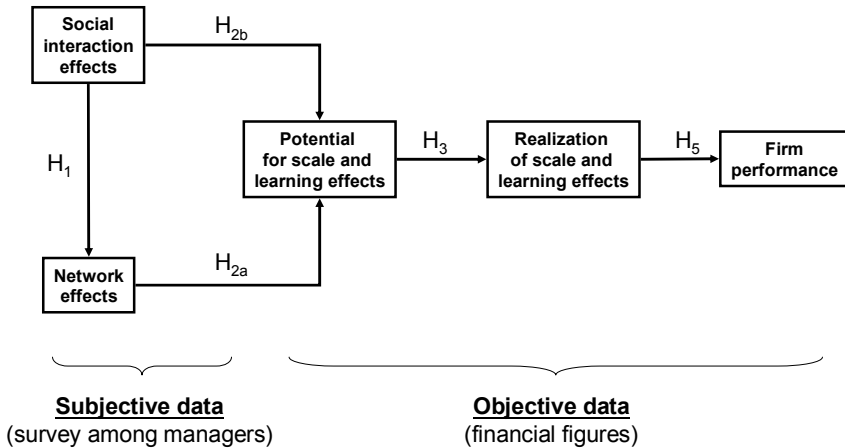 Social
interaction
effects
H2b
Potential
for scale and
learning effects
H3
Realization
of scale and
learning effects
H5
Firm
performance
H1
Network
effects
H2a
Subjective data
(survey among managers)
Objective data
(financial figures)